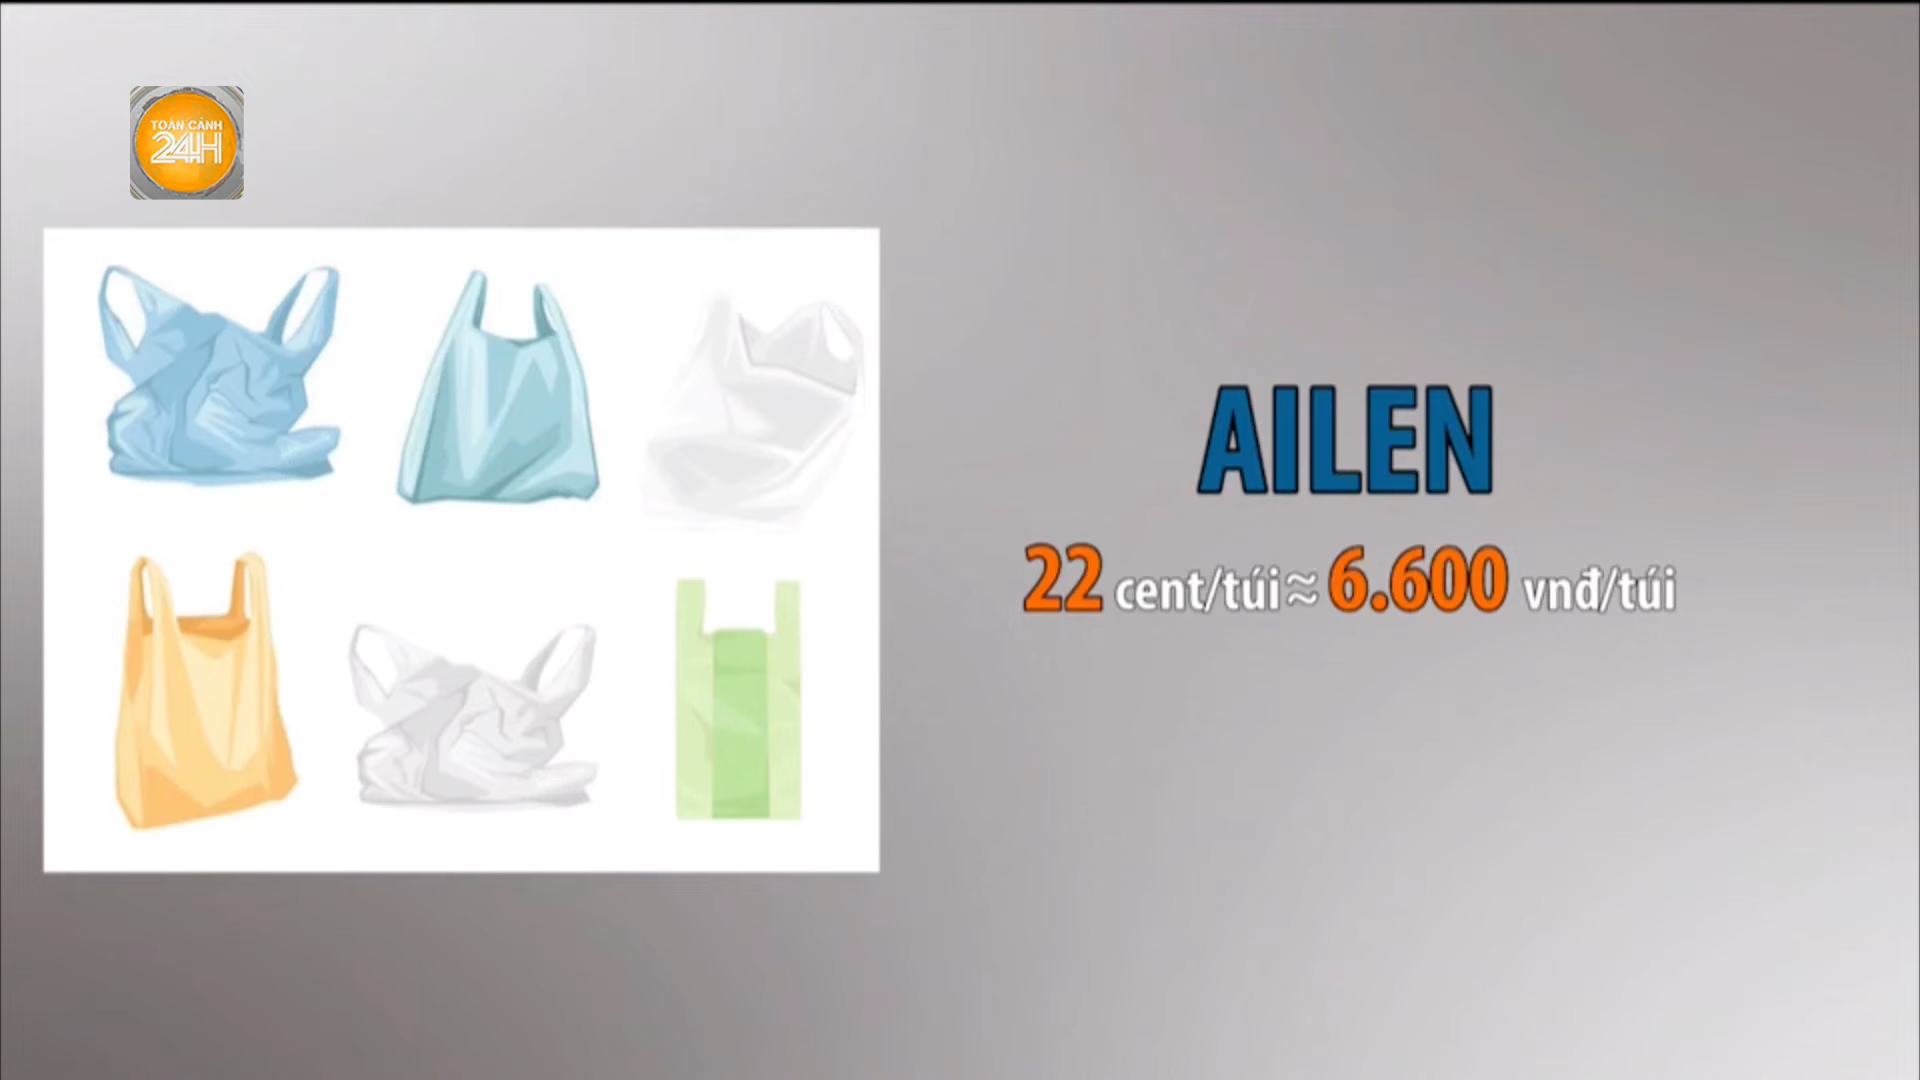 TOÀN CẢNH
24H
AILEN
22 cent/túi ≈ 6.600 vnđ/túi